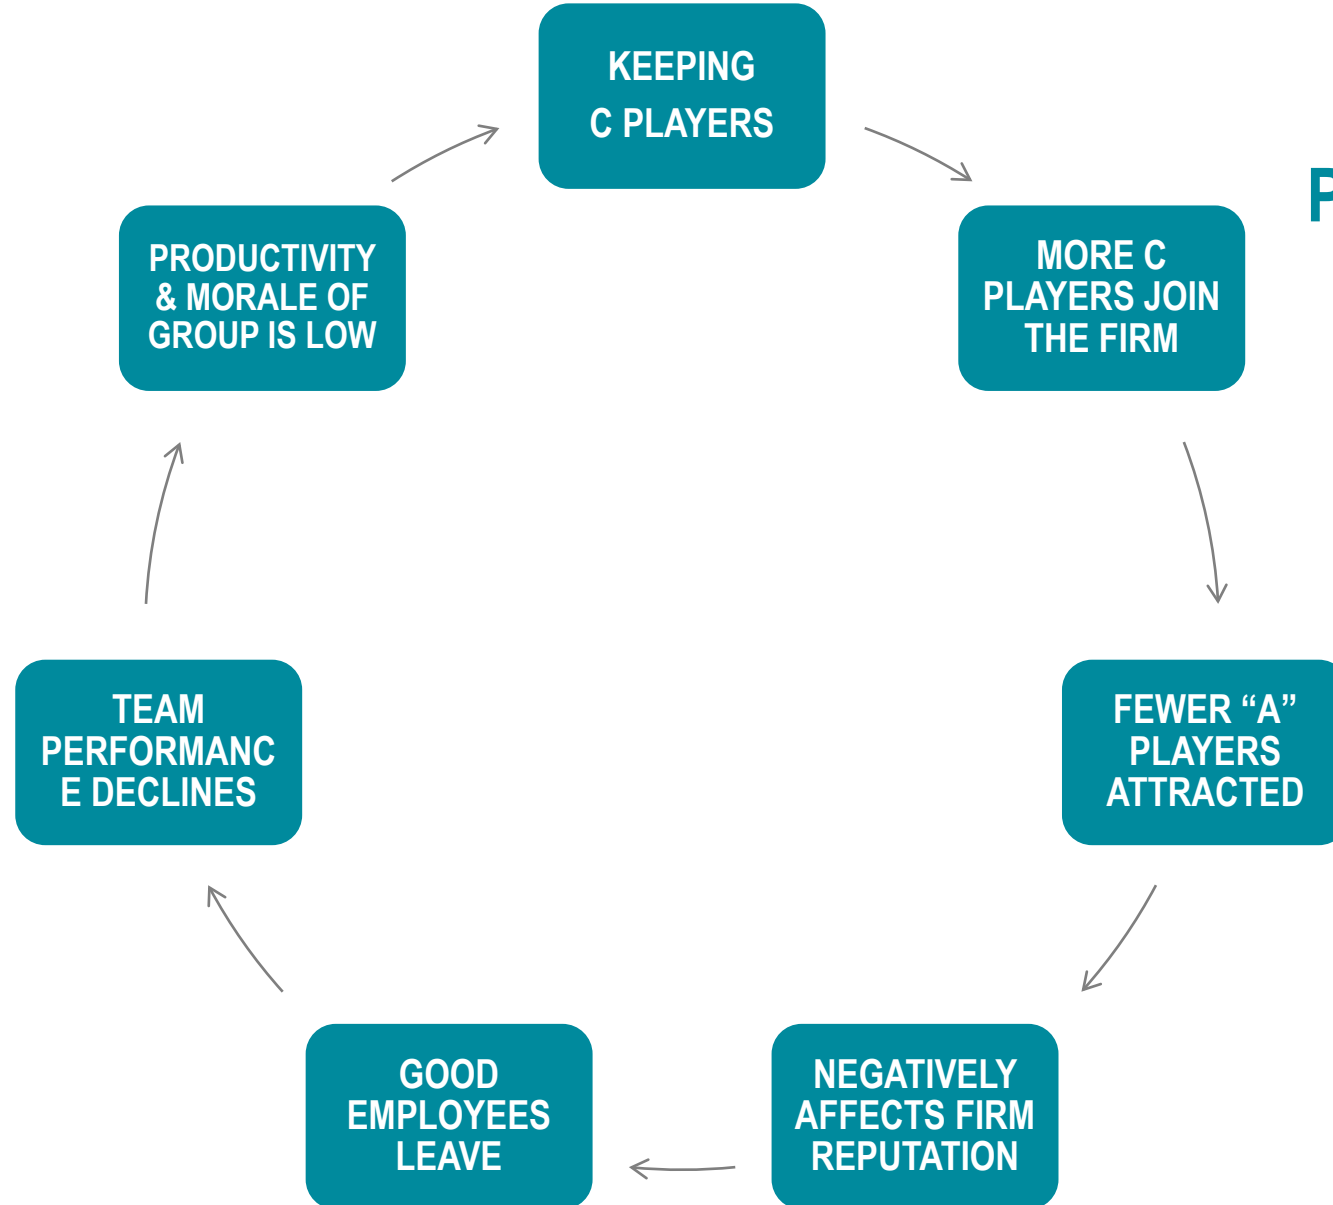 KEEPING
C PLAYERS
P
MORE C
PLAYERS JOIN
THE FIRM
FEWER “A”
PLAYERS
ATTRACTED
NEGATIVELY
AFFECTS FIRM
REPUTATION
GOOD
EMPLOYEES
LEAVE
TEAM
PERFORMANC
E DECLINES
PRODUCTIVITY
& MORALE OF
GROUP IS LOW